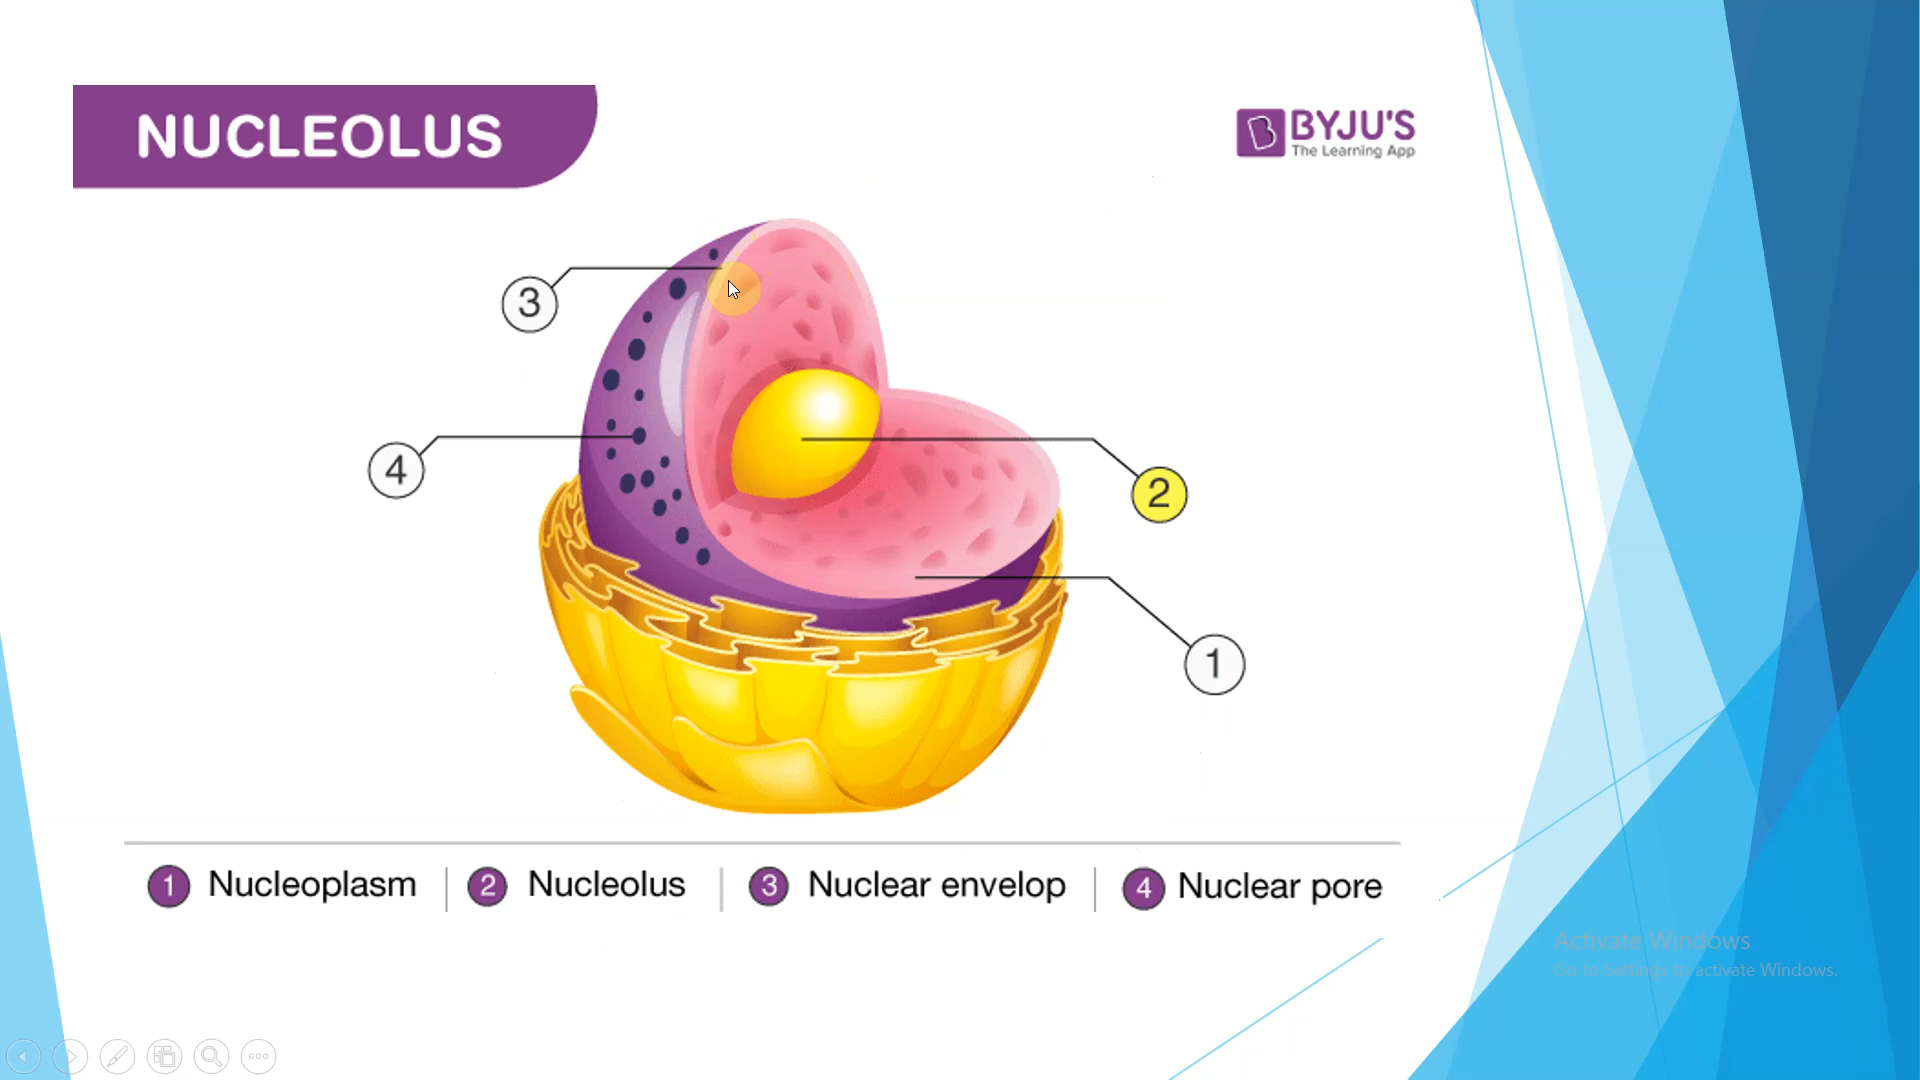 NUCLEOLUS
B BYJU'S
The Learning App
3
4
2
1
1 Nucleoplasm
2 Nucleolus
3 Nuclear envelop
4 Nuclear pore
Activate Windows
Go to Settings to activate Windows.